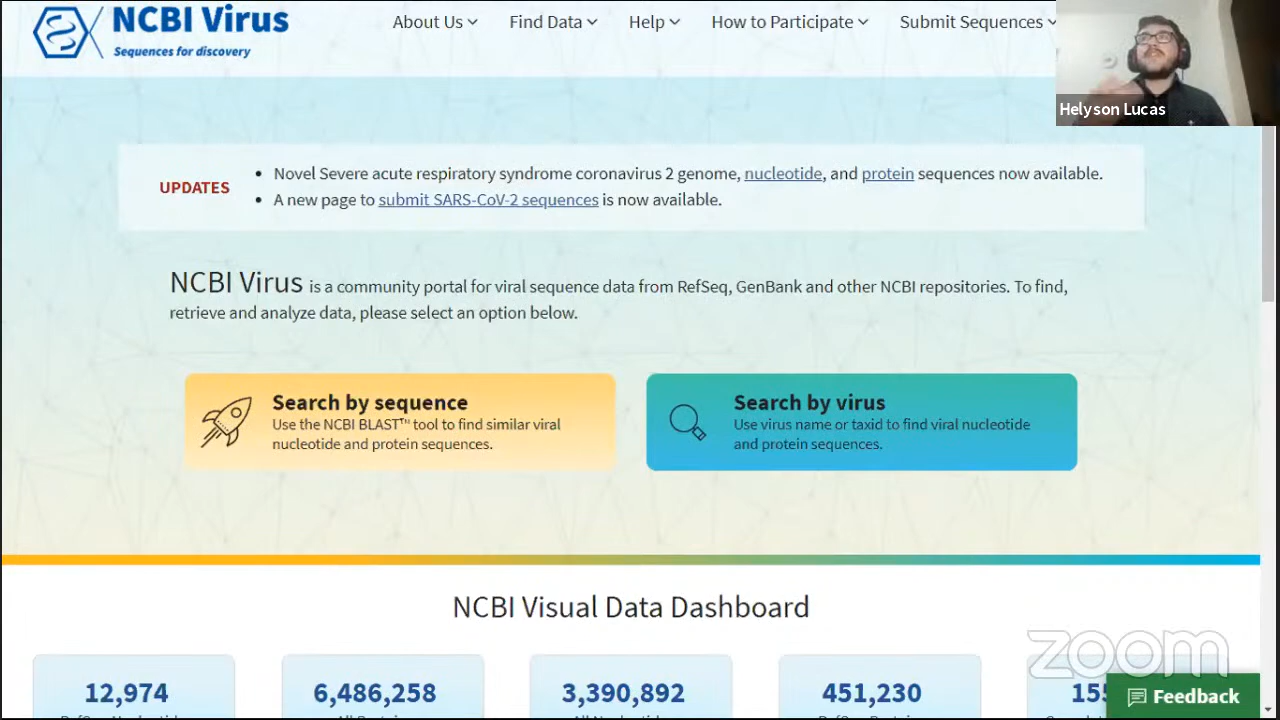 NCBI Virus
Sequences for discovery
About Us
Find Data
Help
How to Participate
Submit Sequences
Helyson Lucas
UPDATES
• Novel Severe acute respiratory syndrome coronavirus 2 genome, nucleotide, and protein sequences now available.
• A new page to submit SARS-CoV-2 sequences is now available.
NCBI Virus is a community portal for viral sequence data from RefSeq, GenBank and other NCBI repositories. To find,
retrieve and analyze data, please select an option below.
Search by sequence
Use the NCBI BLAST™ tool to find similar viral
nucleotide and protein sequences.
Search by virus
Use virus name or taxid to find viral nucleotide
and protein sequences.
NCBI Visual Data Dashboard
zoom
12,974
6,486,258
3,390,892
451,230
Feedback